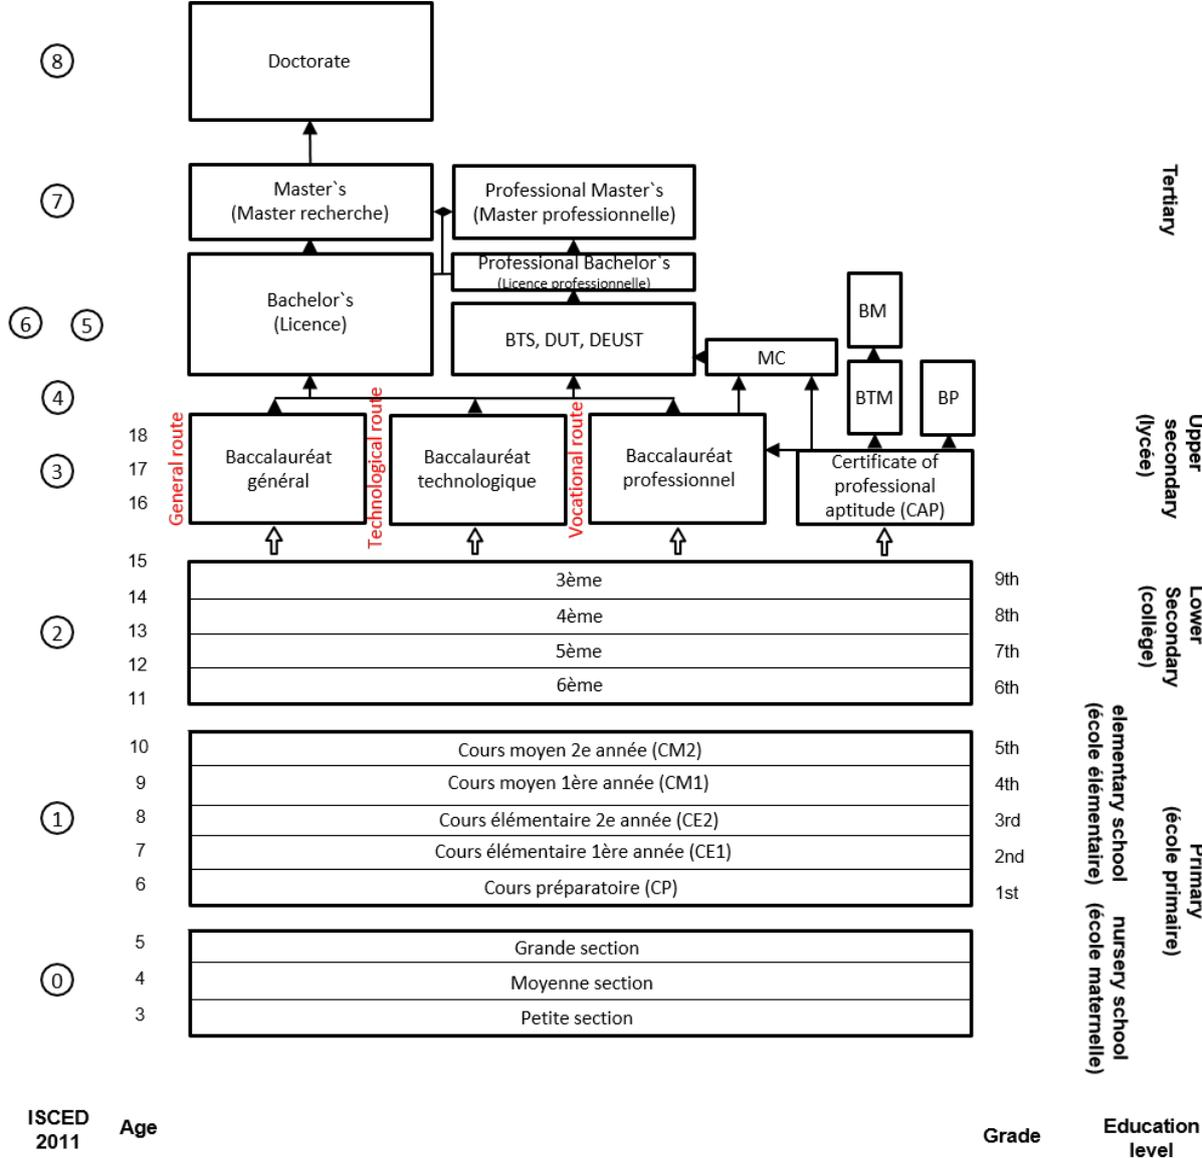 8
Doctorate
7
Master`s
(Master recherche)
Professional Master`s
(Master professionnelle)
Tertiary
Professional Bachelor`s
(Licence professionnelle)
6
5
Bachelor`s
(Licence)
BTS, DUT, DEUST
MC
BM
4
BTM
BP
General route
Technological route
Vocational route
18
3
17
16
Baccalauréat
général
Baccalauréat
technologique
Baccalauréat
professionnel
Certificate of
professional
aptitude (CAP)
Upper
secondary
(lycée)
15
3ème
9th
14
4ème
8th
2
13
5ème
7th
12
6ème
6th
11
Lower
Secondary
(collège)
10
Cours moyen 2e année (CM2)
5th
9
Cours moyen 1ère année (CM1)
4th
1
8
Cours élémentaire 2e année (CE2)
3rd
7
Cours élémentaire 1ère année (CE1)
2nd
6
Cours préparatoire (CP)
1st
elementary school
(école élémentaire)
Primary
(école primaire)
5
Grande section
0
4
Moyenne section
3
Petite section
nursery school
(école maternelle)
ISCED
2011
Age
Grade
Education
level